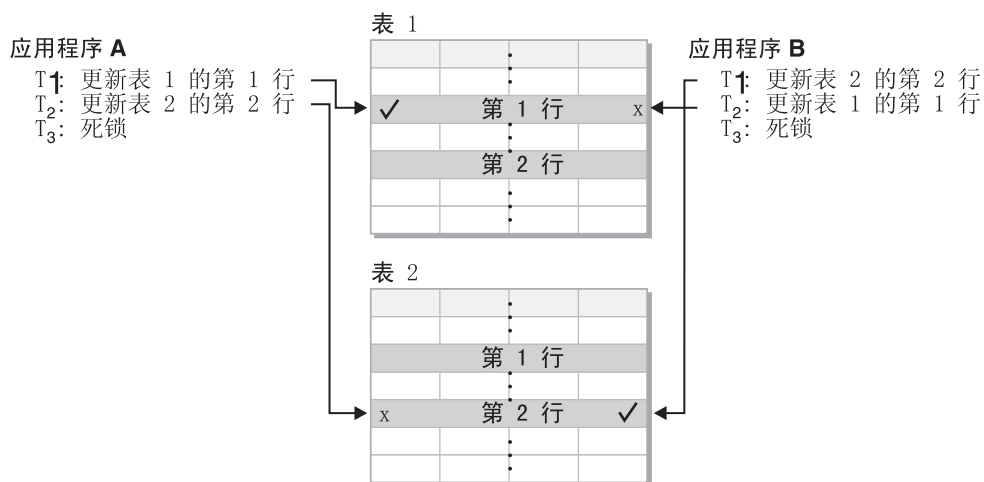 表 1
应用程序 A
T1: 更新表 1 的第 1 行
T2: 更新表 2 的第 2 行
T3: 死锁
应用程序 B
T1: 更新表 2 的第 2 行
T2: 更新表 1 的第 1 行
T3: 死锁
✓ 第 1 行 x
第 2 行
表 2
第 1 行
x 第 2 行 ✓